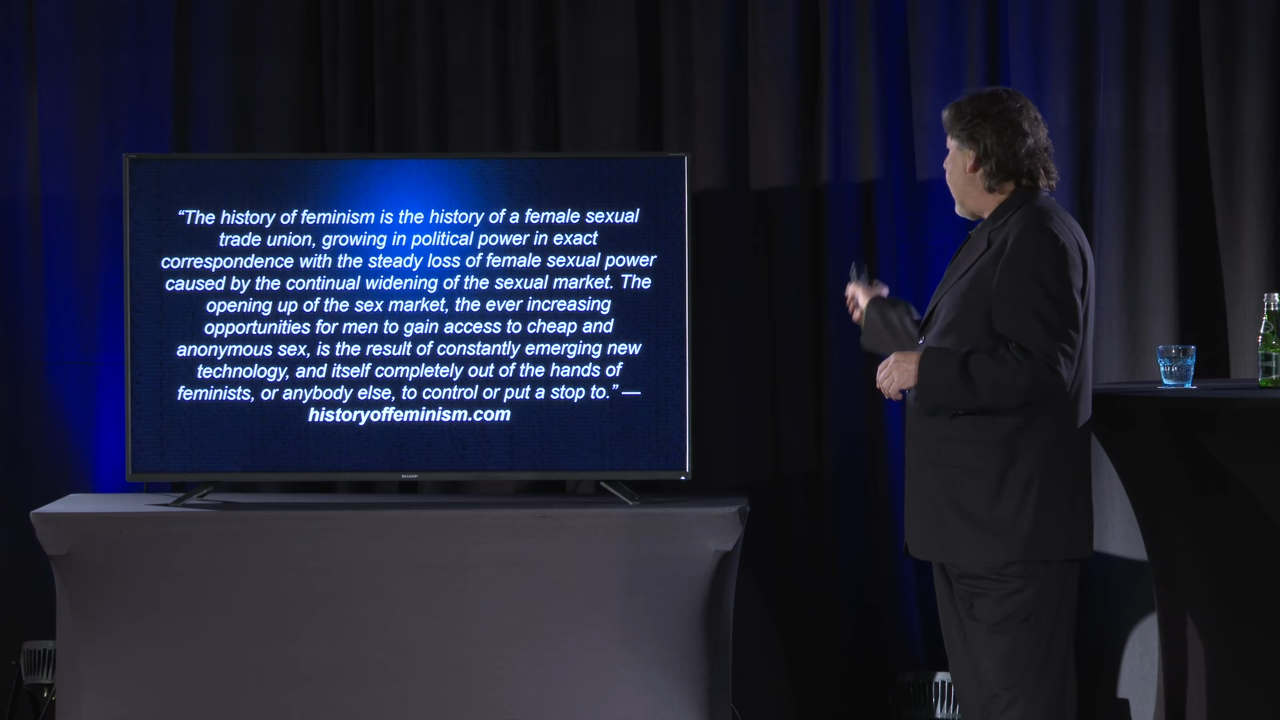 “The history of feminism is the history of a female sexual
trade union, growing in political power in exact
correspondence with the steady loss of female sexual power
caused by the continual widening of the sexual market. The
opening up of the sex market, the ever increasing
opportunities for men to gain access to cheap and
anonymous sex, is the result of constantly emerging new
technology, and itself completely out of the hands of
feminists, or anybody else, to control or put a stop to.” —
historyoffeminism.com
SHARP